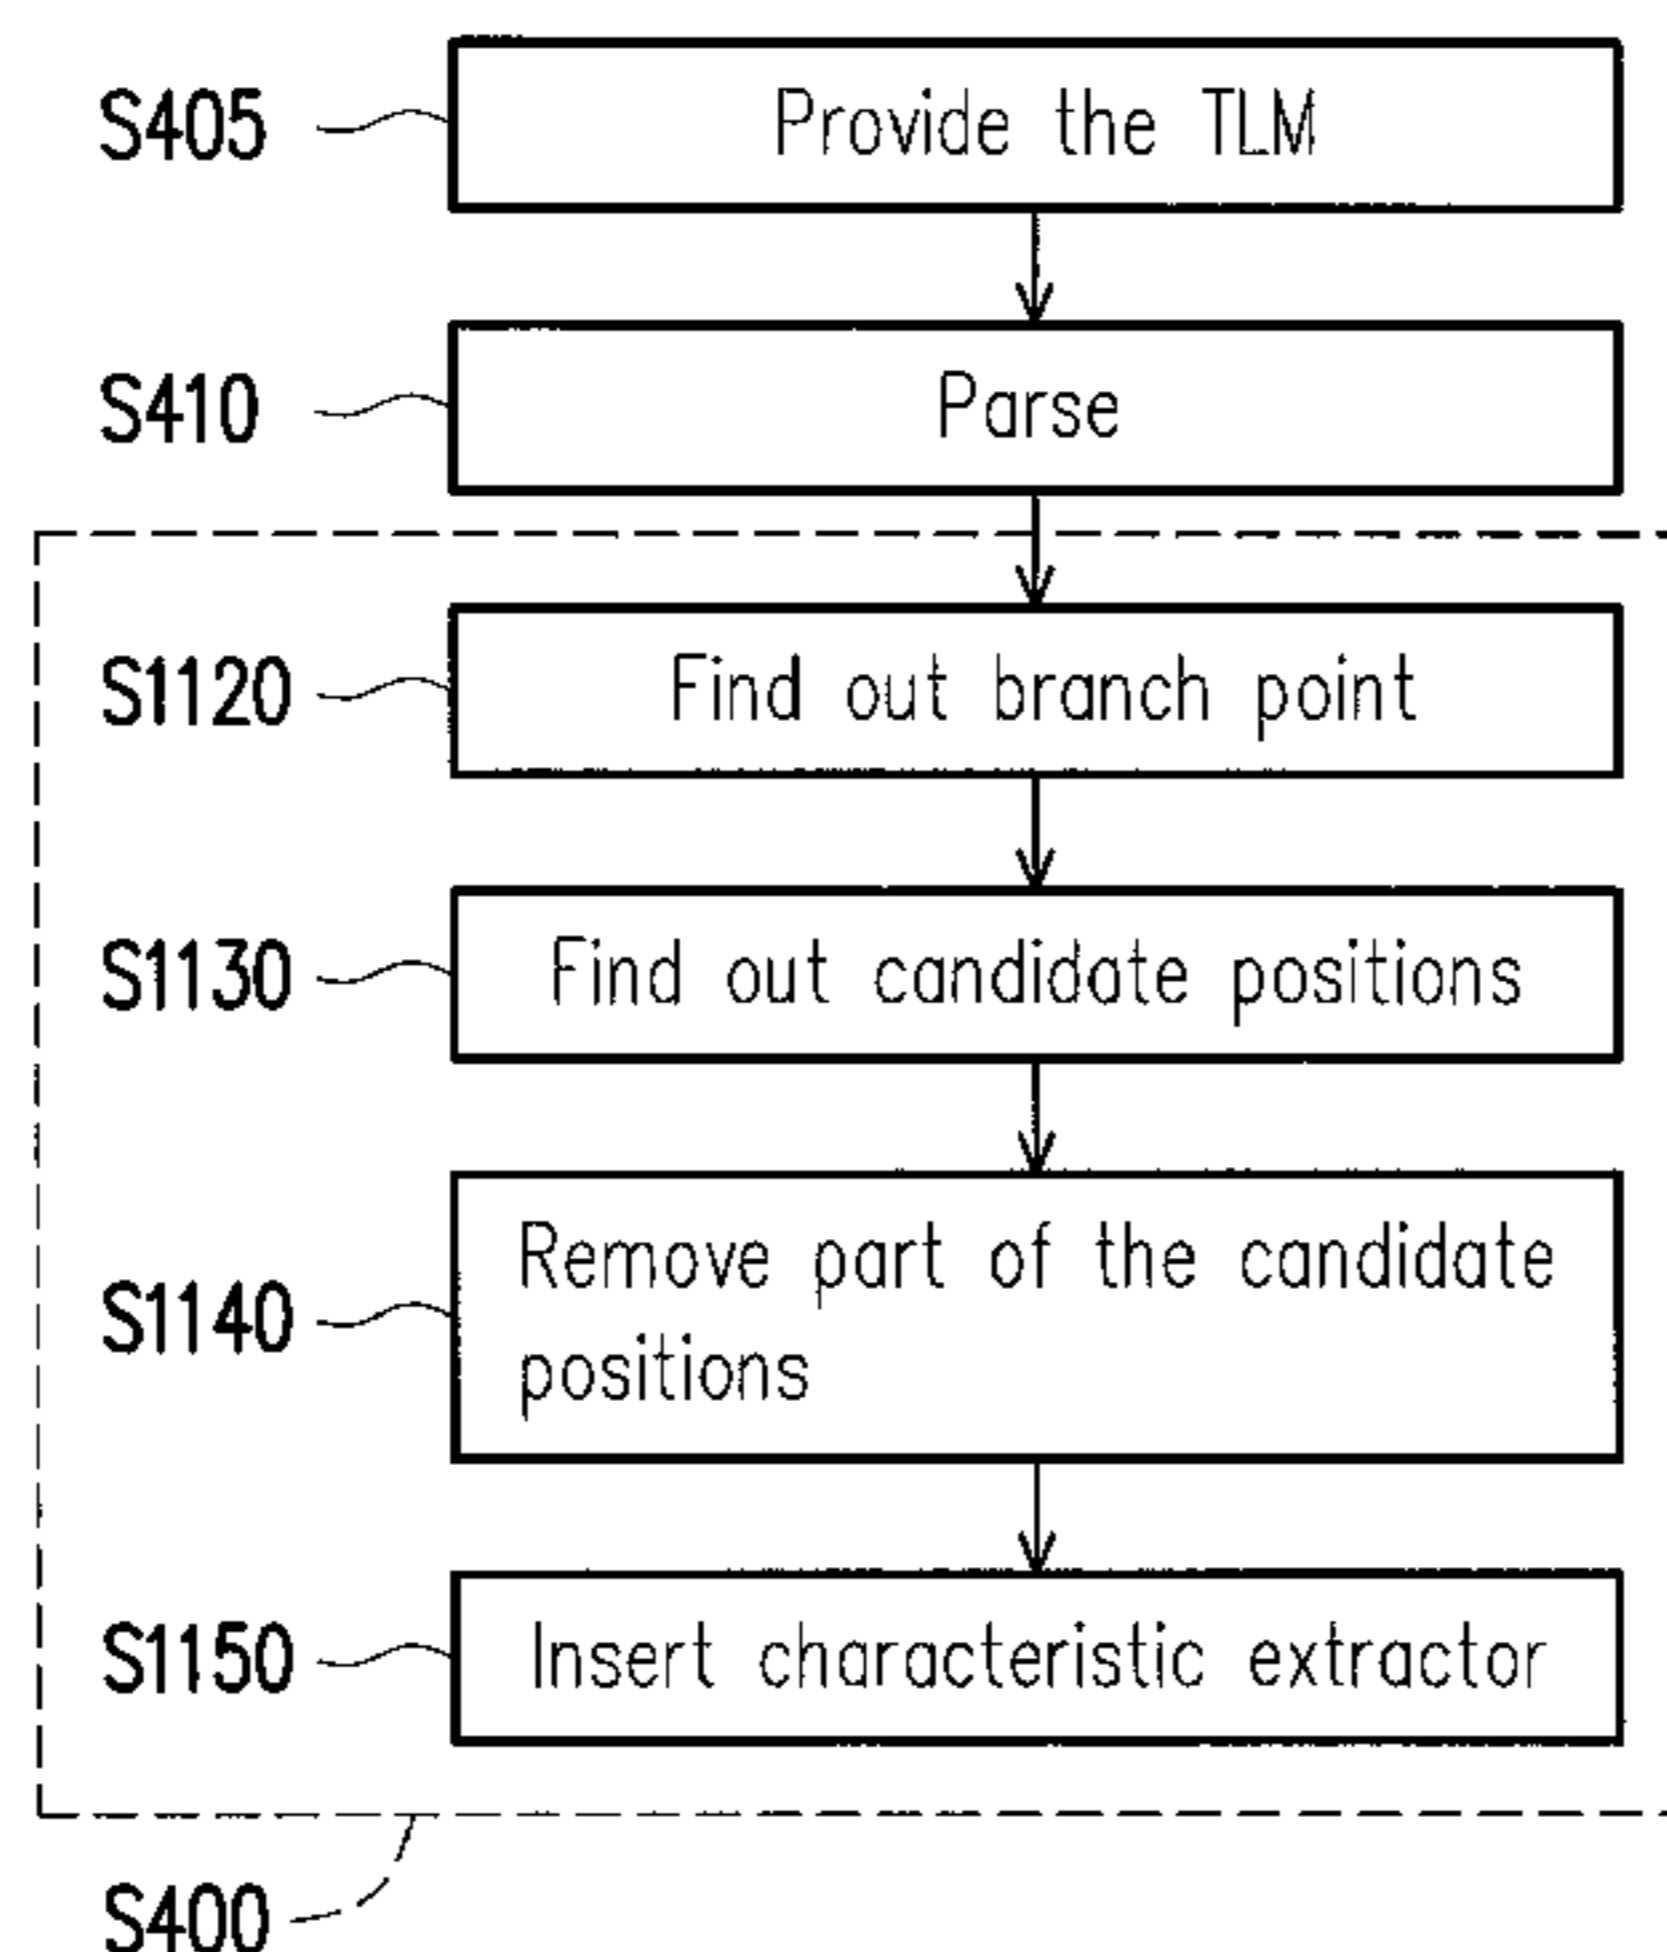 S405 Provide the TLM
S410 Parse
S1120 Find out branch point
S1130 Find out candidate positions
S1140 Remove part of the candidate
positions
S1150 Insert characteristic extractor
S400